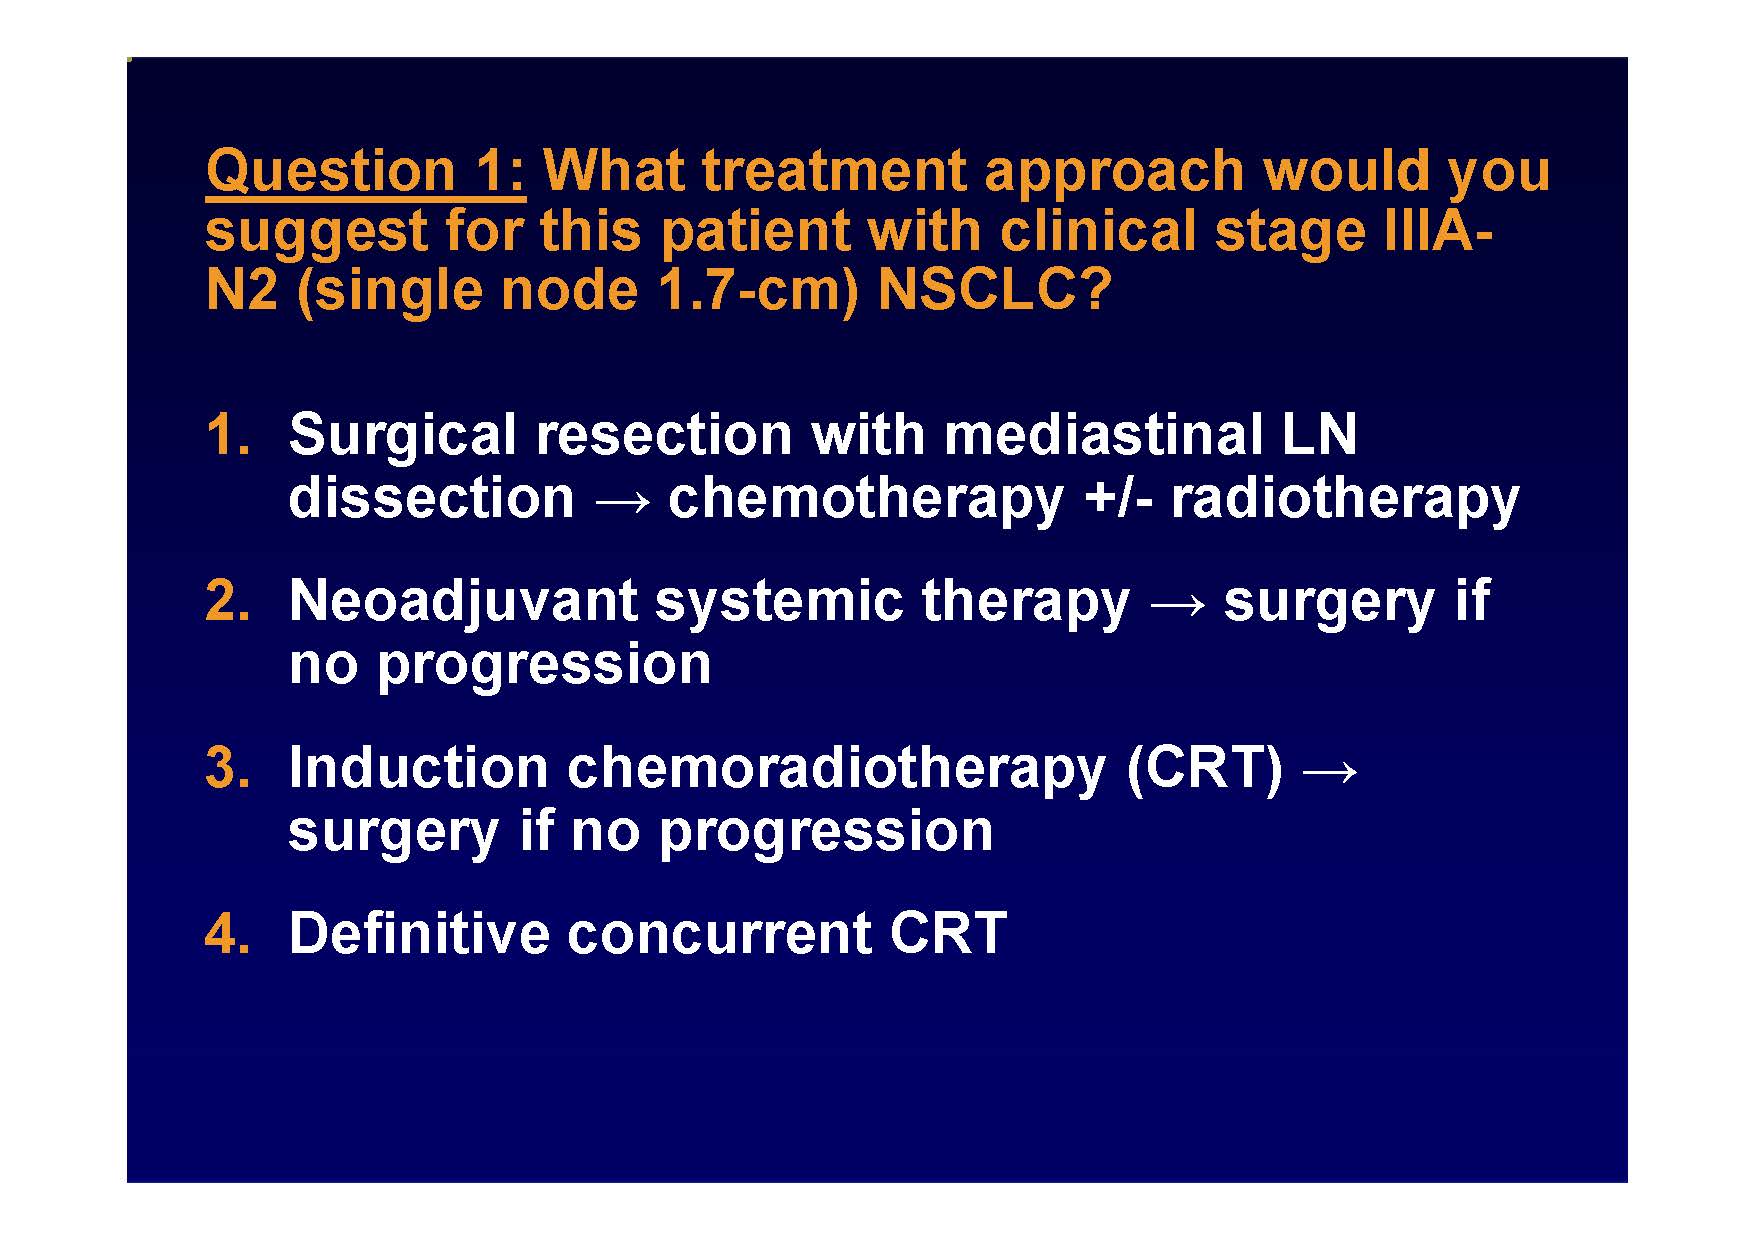 Question 1: What treatment approach would you
suggest for this patient with clinical stage IIIA-
N2 (single node 1.7-cm) NSCLC?
1. Surgical resection with mediastinal LN
dissection → chemotherapy +/- radiotherapy
2. Neoadjuvant systemic therapy → surgery if
no progression
3. Induction chemoradiotherapy (CRT) →
surgery if no progression
4. Definitive concurrent CRT